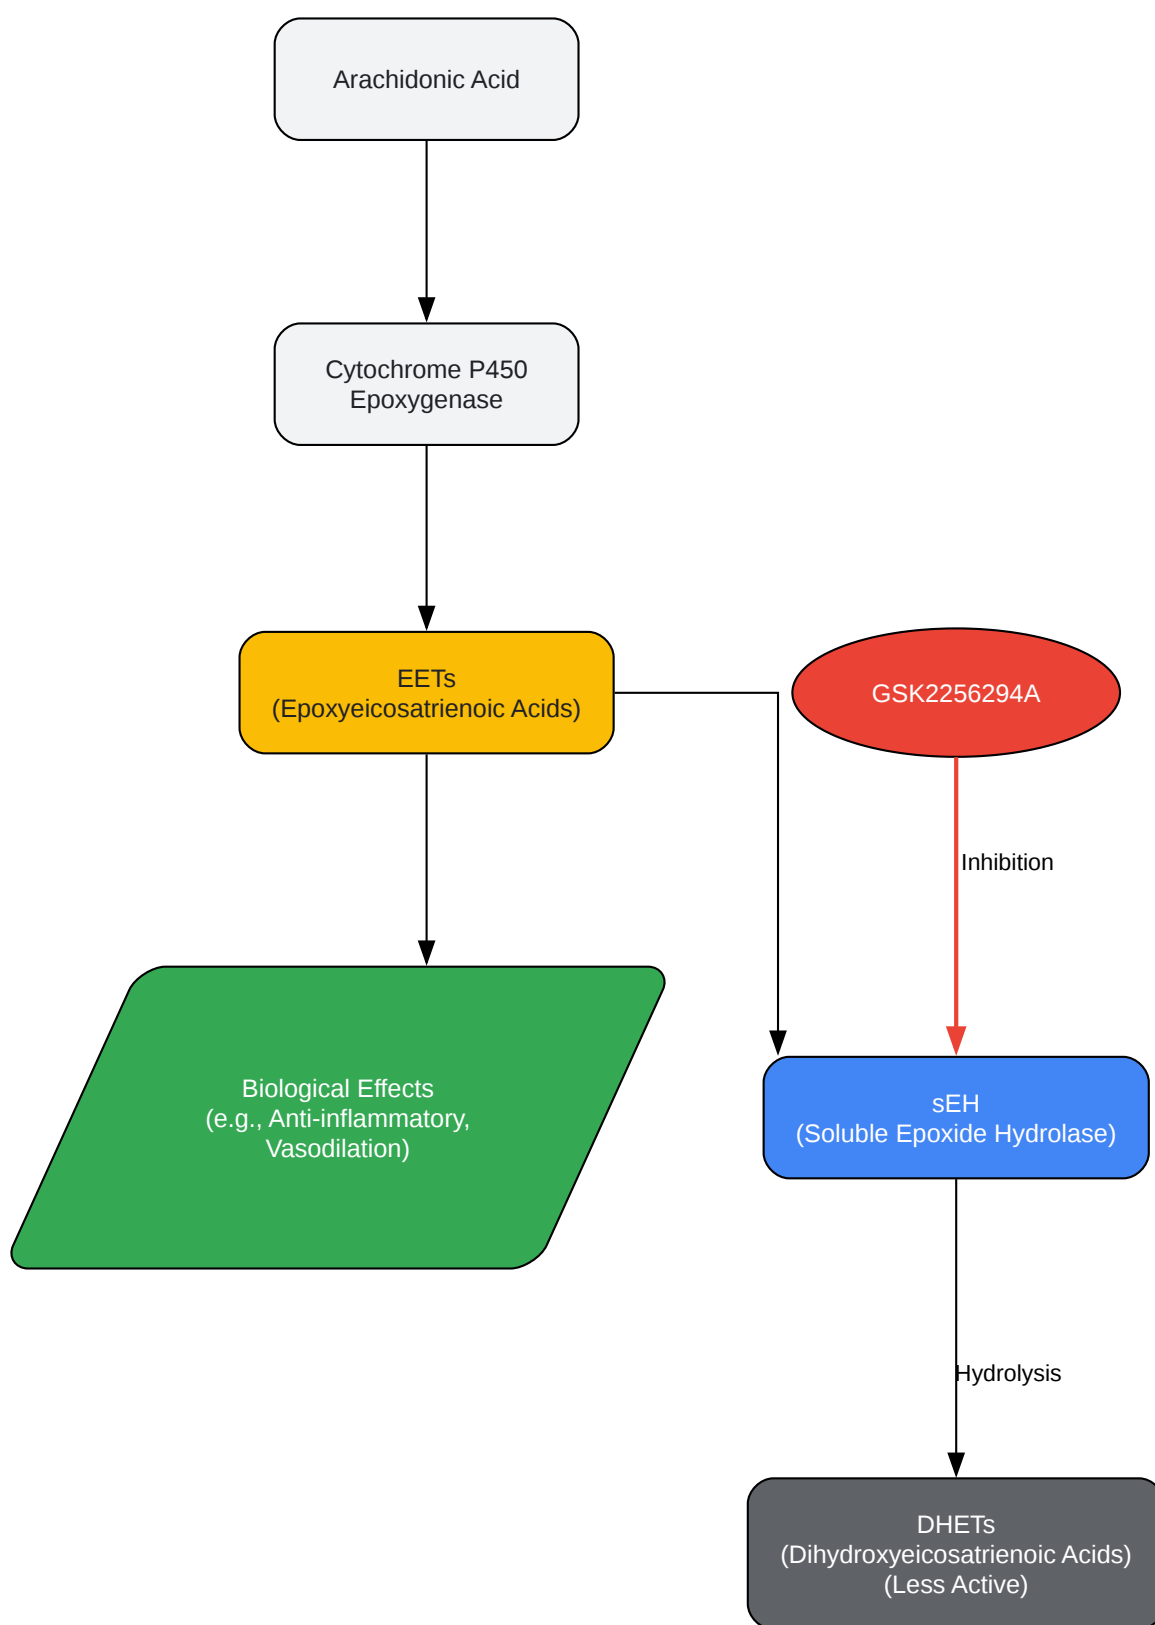 Arachidonic Acid
Cytochrome P450
Epoxygenase
EETs
(Epoxyeicosatrienoic Acids)
GSK2256294A
Inhibition
Biological Effects
(e.g., Anti-inflammatory,
Vasodilation)
sEH
(Soluble Epoxide Hydrolase)
Hydrolysis
DHETs
(Dihydroxyeicosatrienoic Acids)
(Less Active)